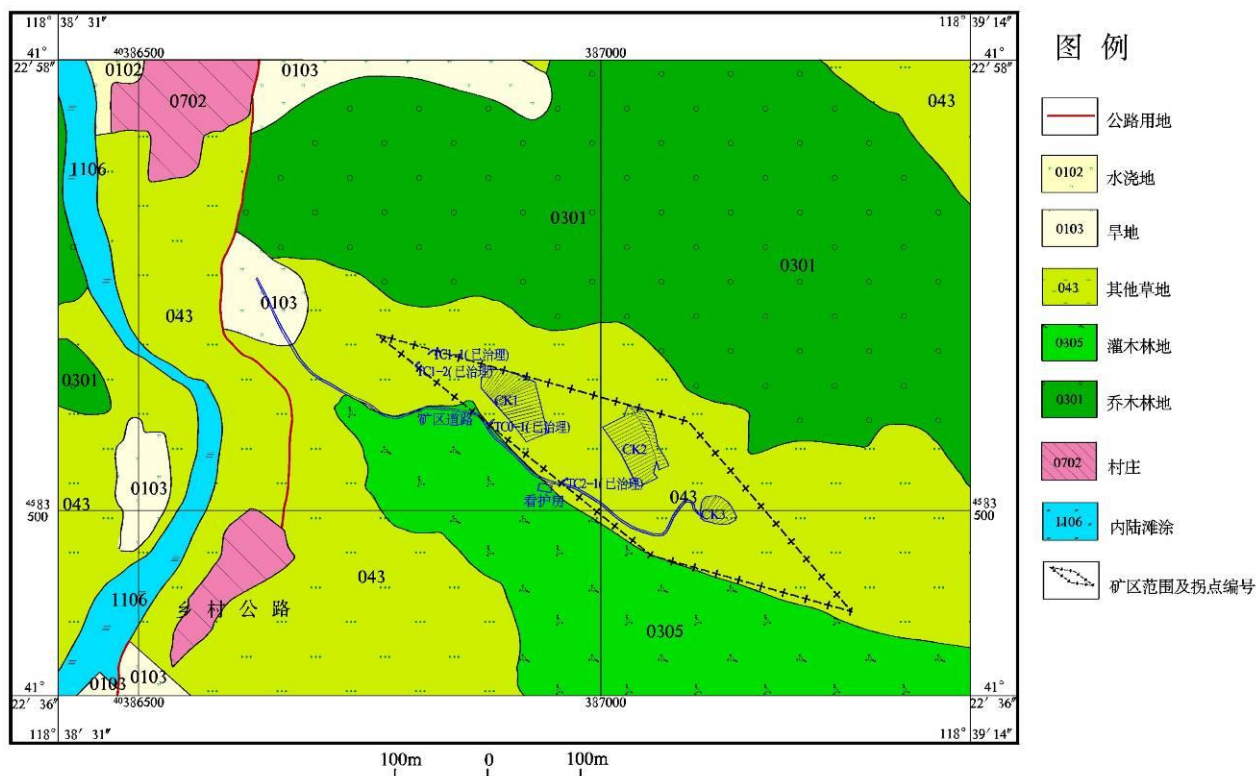 118° 38′ 31″
118° 39′ 14″
41°
22′ 58″
40386500
387000
41°
22′ 58″
0102
0103
0702
043
1106
0301
0301
0103
043
0301
TC1-1(已治理)
TC1-2(已治理)
CK1
矿区道路
TC0-1(已治理)
CK2
0103
TC2-1(已治理)
043
看护房
CK3
043
4583
500
4583
500
043
1106
乡村公路
0305
0103
0103
41°
22′ 36″
40386500
387000
41°
22′ 36″
118° 38′ 31″
118° 39′ 14″
100m 0 100m
图 例
公路用地
0102 水浇地
0103 旱地
043 其他草地
0305 灌木林地
0301 乔木林地
0702 村庄
1106 内陆滩涂
矿区范围及拐点编号